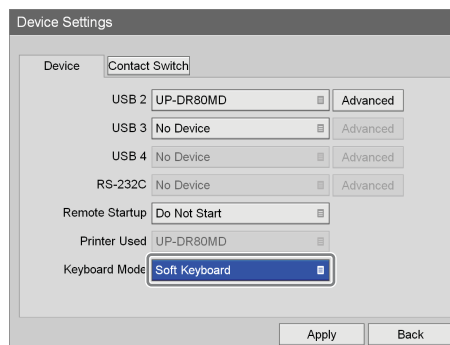 Device Settings
Device Contact Switch
USB 2 UP-DR80MD Advanced
USB 3 No Device Advanced
USB 4 No Device Advanced
RS-232C No Device Advanced
Remote Startup Do Not Start
Printer Used UP-DR80MD
Keyboard Mode Soft Keyboard
Apply Back